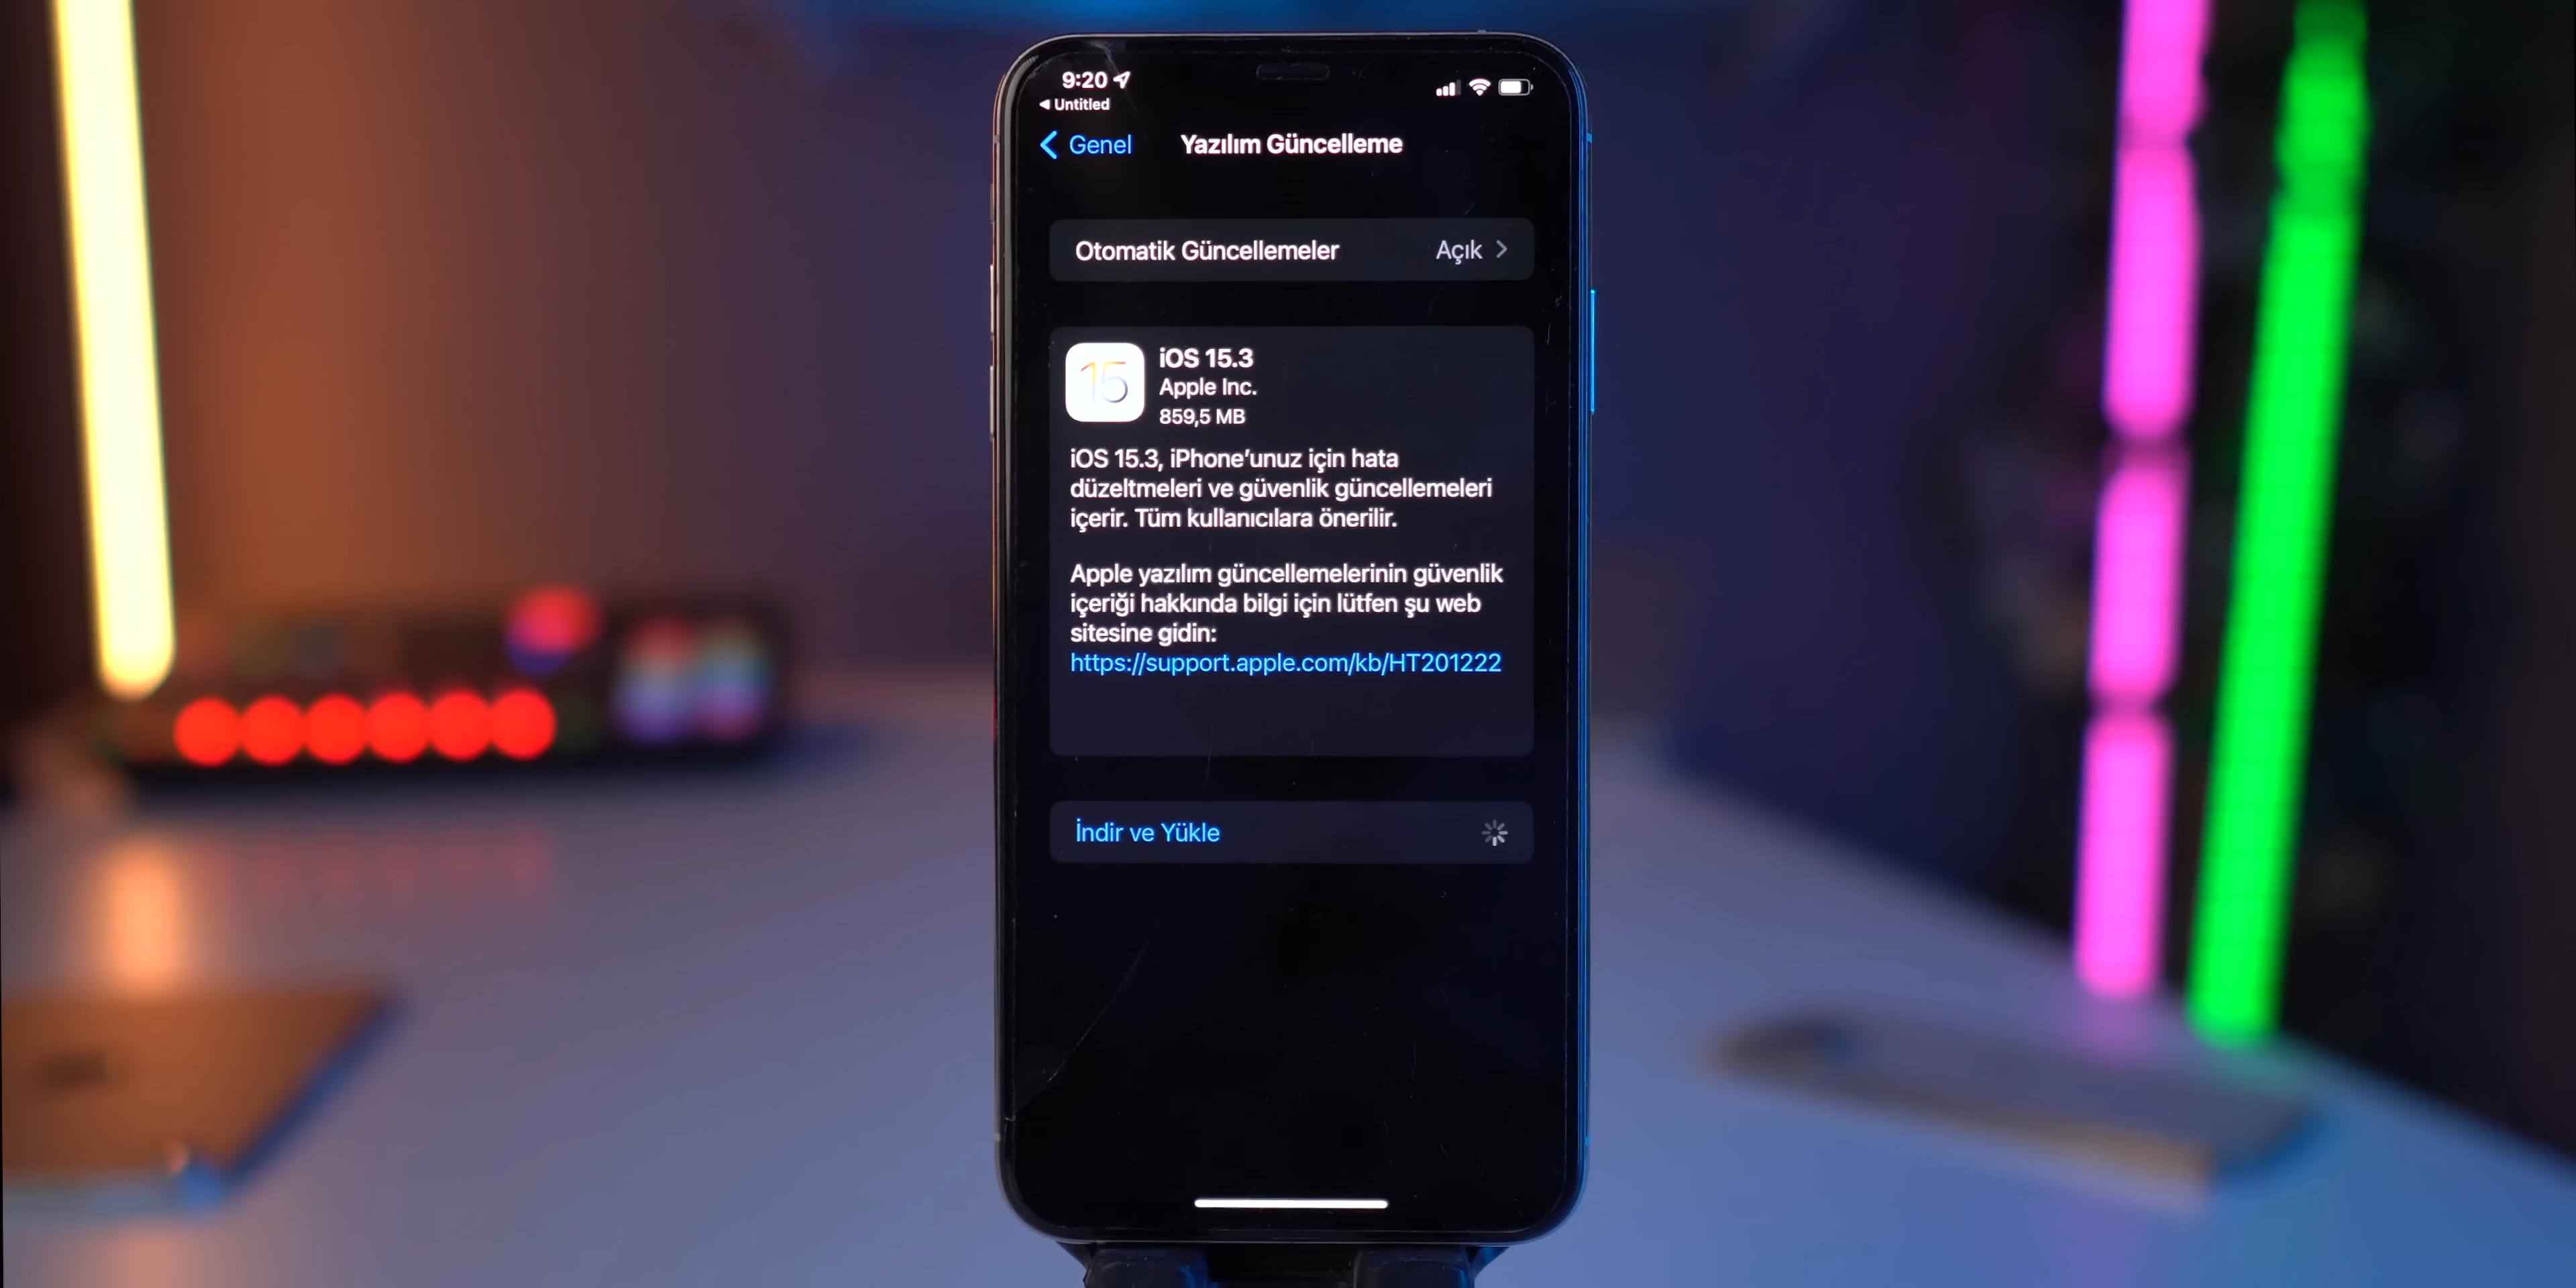 9:20
Untitled
Genel
Yazılım Güncelleme
Otomatik Güncellemeler Açık
15
iOS 15.3
Apple Inc.
859,5 MB
iOS 15.3, iPhone'unuz için hata
düzeltmeleri ve güvenlik güncellemeleri
içerir. Tüm kullanıcılara önerilir.
Apple yazılım güncellemelerinin güvenlik
içeriği hakkında bilgi için lütfen şu web
sitesine gidin:
https://support.apple.com/kb/HT201222
İndir ve Yükle